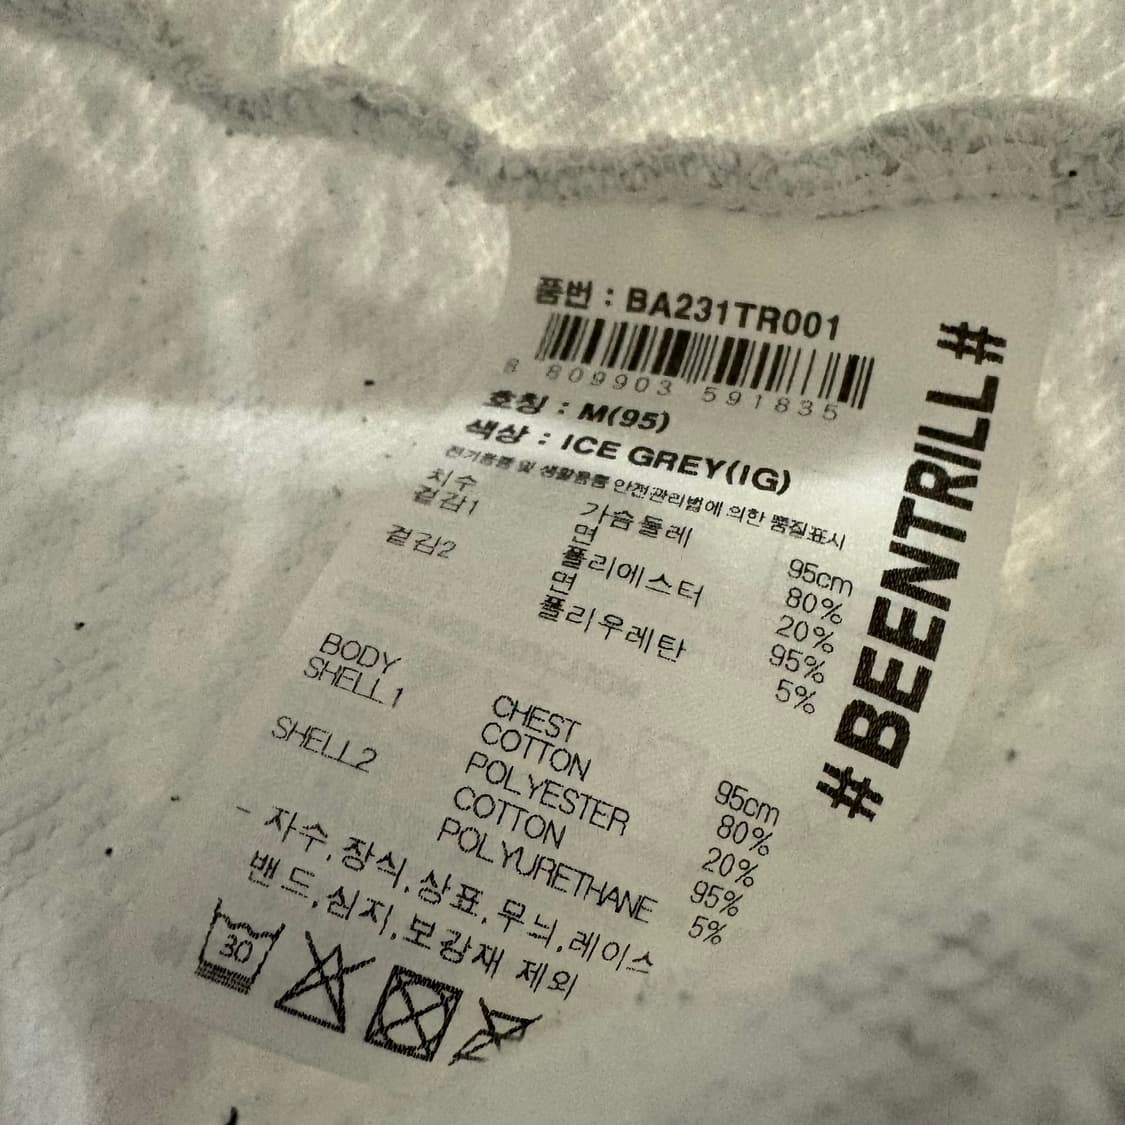 품번 : BA231TR001
8 809903 591835
호칭 : M(95)
색상 : ICE GREY(IG)
전기용품 및 생활용품 안전관리법에 의한 품질표시
치수 가슴둘레 95cm
겉감1 면 80%
폴리에스터 20%
겉감2 면 95%
폴리우레탄 5%
BODY CHEST 95cm
SHELL1 COTTON 80%
POLYESTER 20%
SHELL2 COTTON 95%
POLYURETHANE 5%
- 자수,장식,상표,무늬,레이스
밴드,심지,보강재 제외
30
#BEENTRILL#